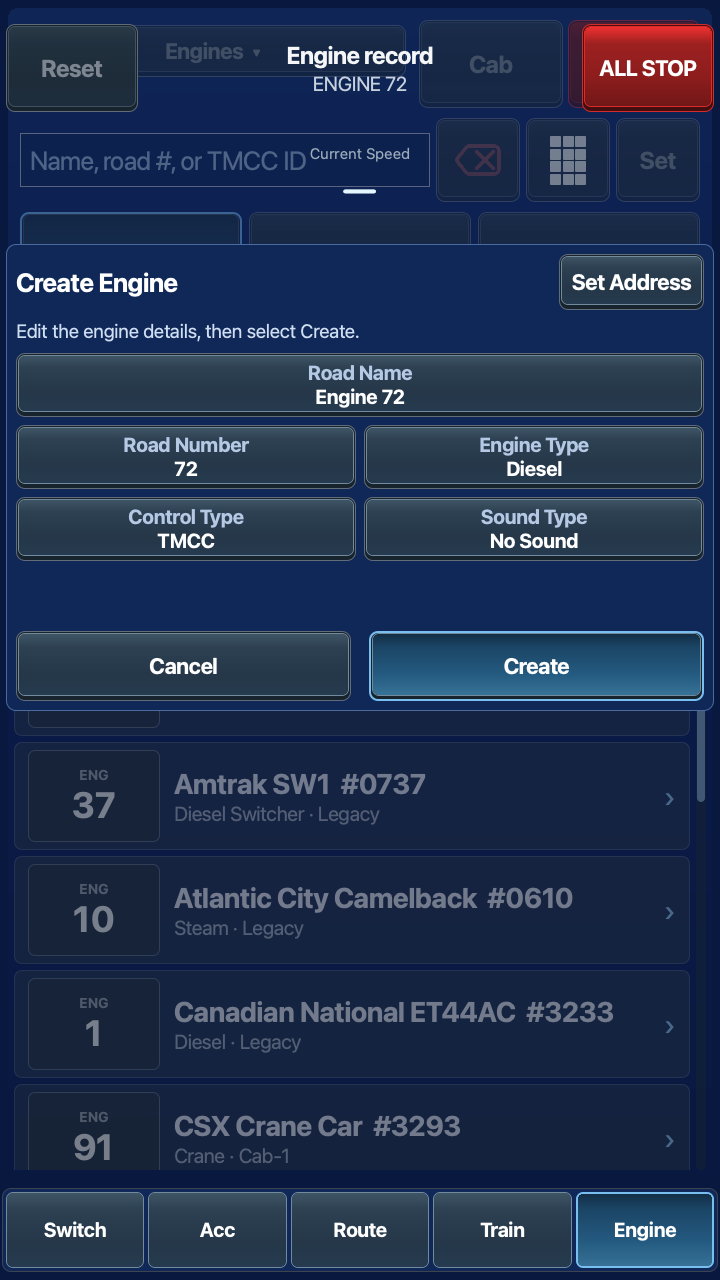 Reset
Engines ▼
Engine record
ENGINE 72
Cab
ALL STOP
Name, road #, or TMCC ID
Current Speed
Set
Create Engine
Set Address
Edit the engine details, then select Create.
Road Name
Engine 72
Road Number
72
Engine Type
Diesel
Control Type
TMCC
Sound Type
No Sound
Cancel
Create
ENG
37
Amtrak SW1 #0737
Diesel Switcher · Legacy
ENG
10
Atlantic City Camelback #0610
Steam · Legacy
ENG
1
Canadian National ET44AC #3233
Diesel · Legacy
ENG
91
CSX Crane Car #3293
Crane · Cab-1
Switch
Acc
Route
Train
Engine